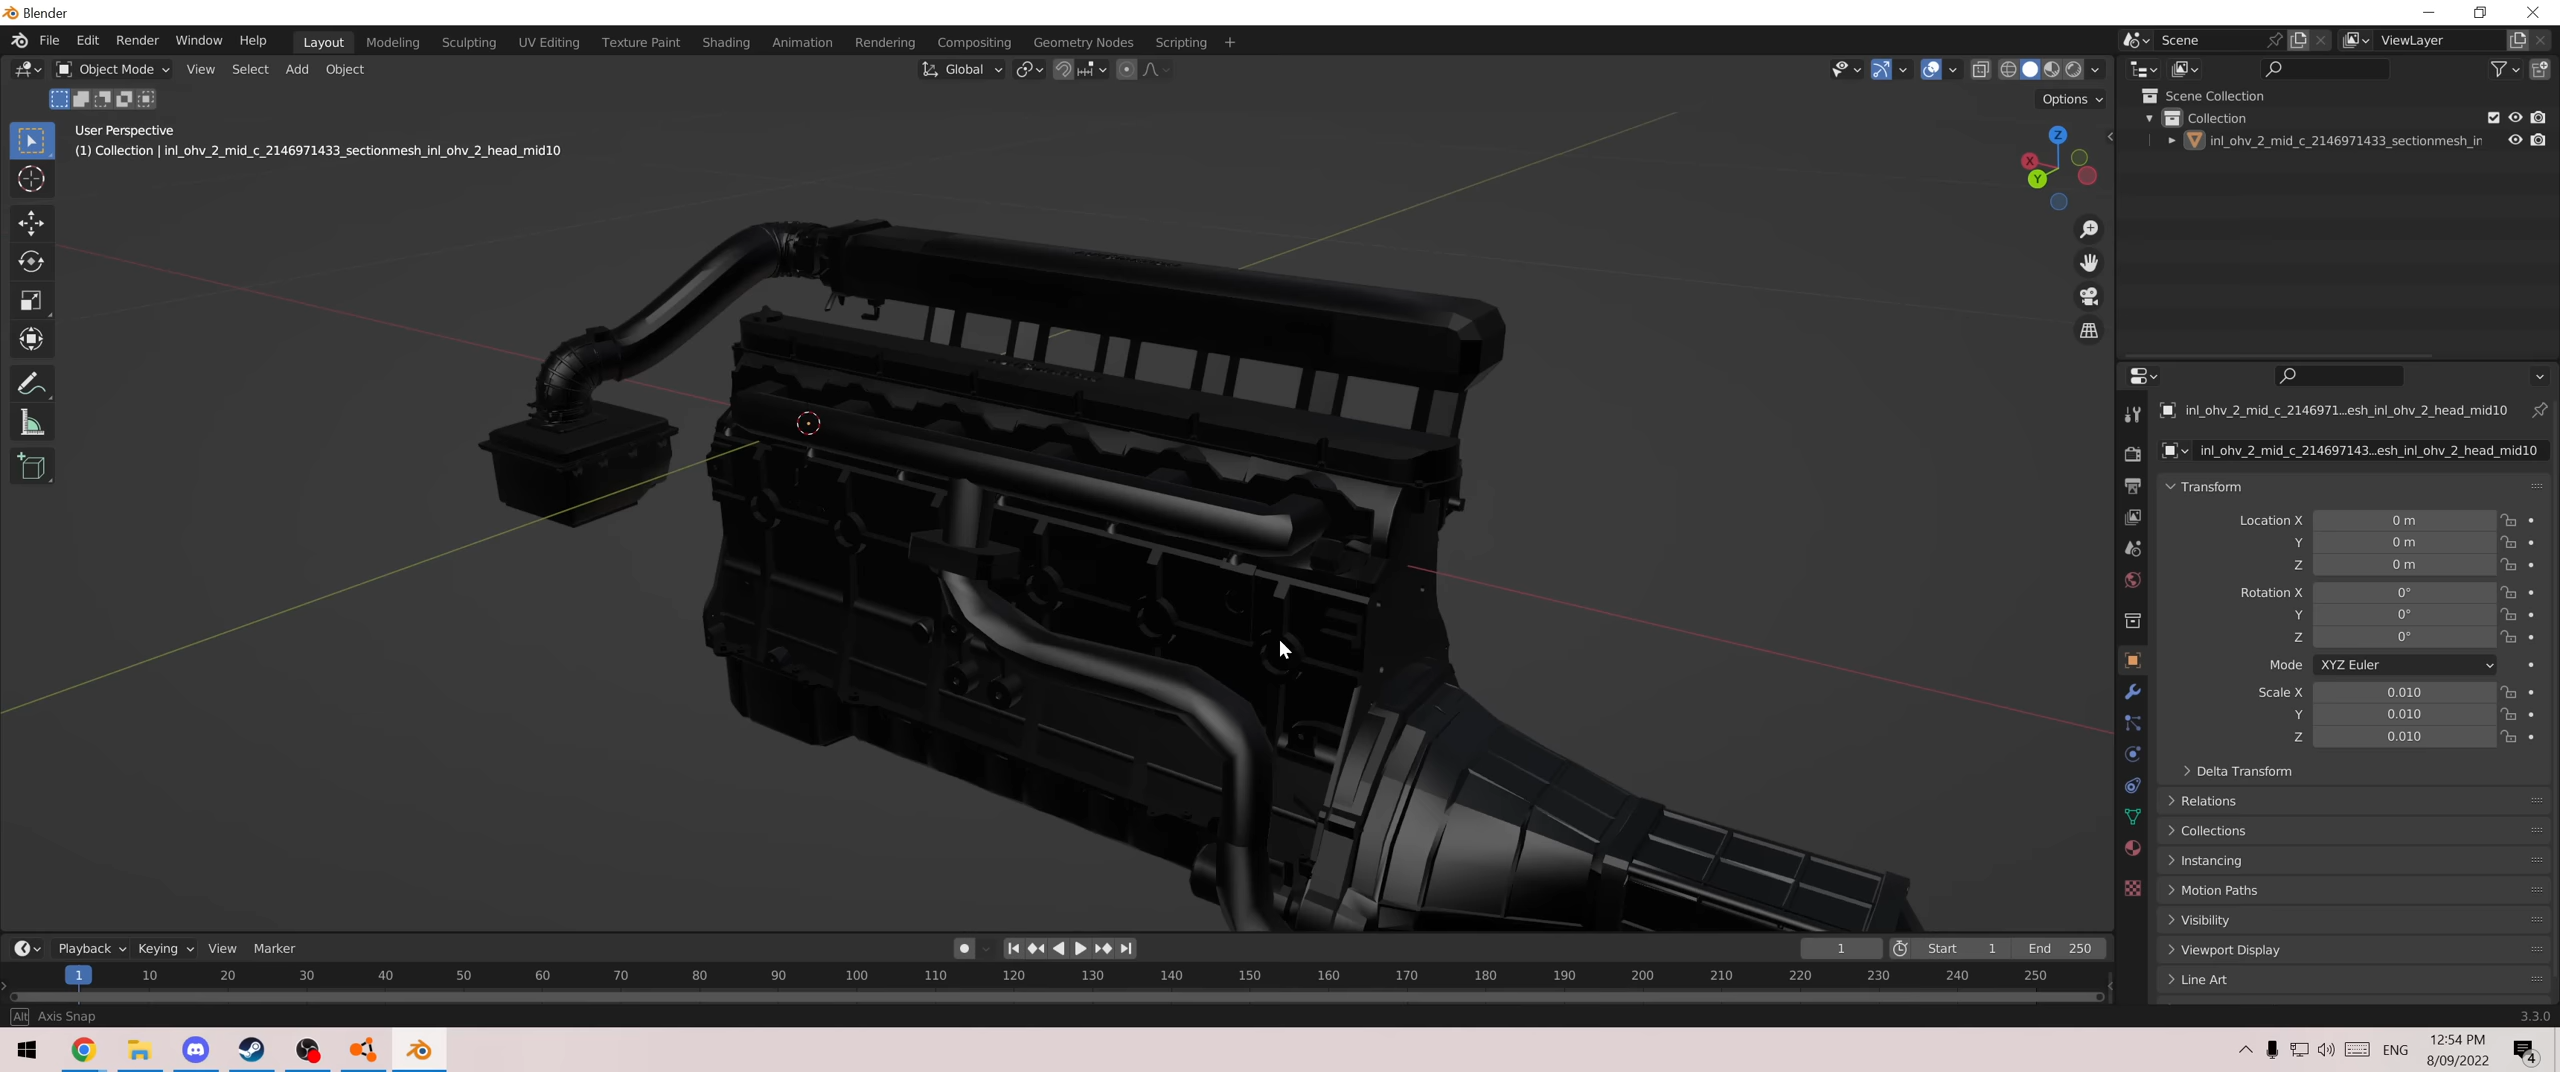 Blender
File Edit Render Window Help Layout Modeling Sculpting UV Editing Texture Paint Shading Animation Rendering Compositing Geometry Nodes Scripting + Scene ViewLayer
Object Mode View Select Add Object Global
Options
User Perspective
(1) Collection | inl_ohv_2_mid_c_2146971433_sectionmesh_inl_ohv_2_head_mid10
Z
X
Y
Scene Collection
Collection
inl_ohv_2_mid_c_2146971433_sectionmesh_in
inl_ohv_2_mid_c_2146971...esh_inl_ohv_2_head_mid10
inl_ohv_2_mid_c_214697143...esh_inl_ohv_2_head_mid10
Transform
Location X 0 m
Y 0 m
Z 0 m
Rotation X 0°
Y 0°
Z 0°
Mode XYZ Euler
Scale X 0.010
Y 0.010
Z 0.010
Delta Transform
Relations
Collections
Instancing
Motion Paths
Visibility
Viewport Display
Line Art
Playback Keying View Marker 1 Start 1 End 250
1 10 20 30 40 50 60 70 80 90 100 110 120 130 140 150 160 170 180 190 200 210 220 230 240 250
Alt Axis Snap 3.3.0
ENG
12:54 PM
8/09/2022
4